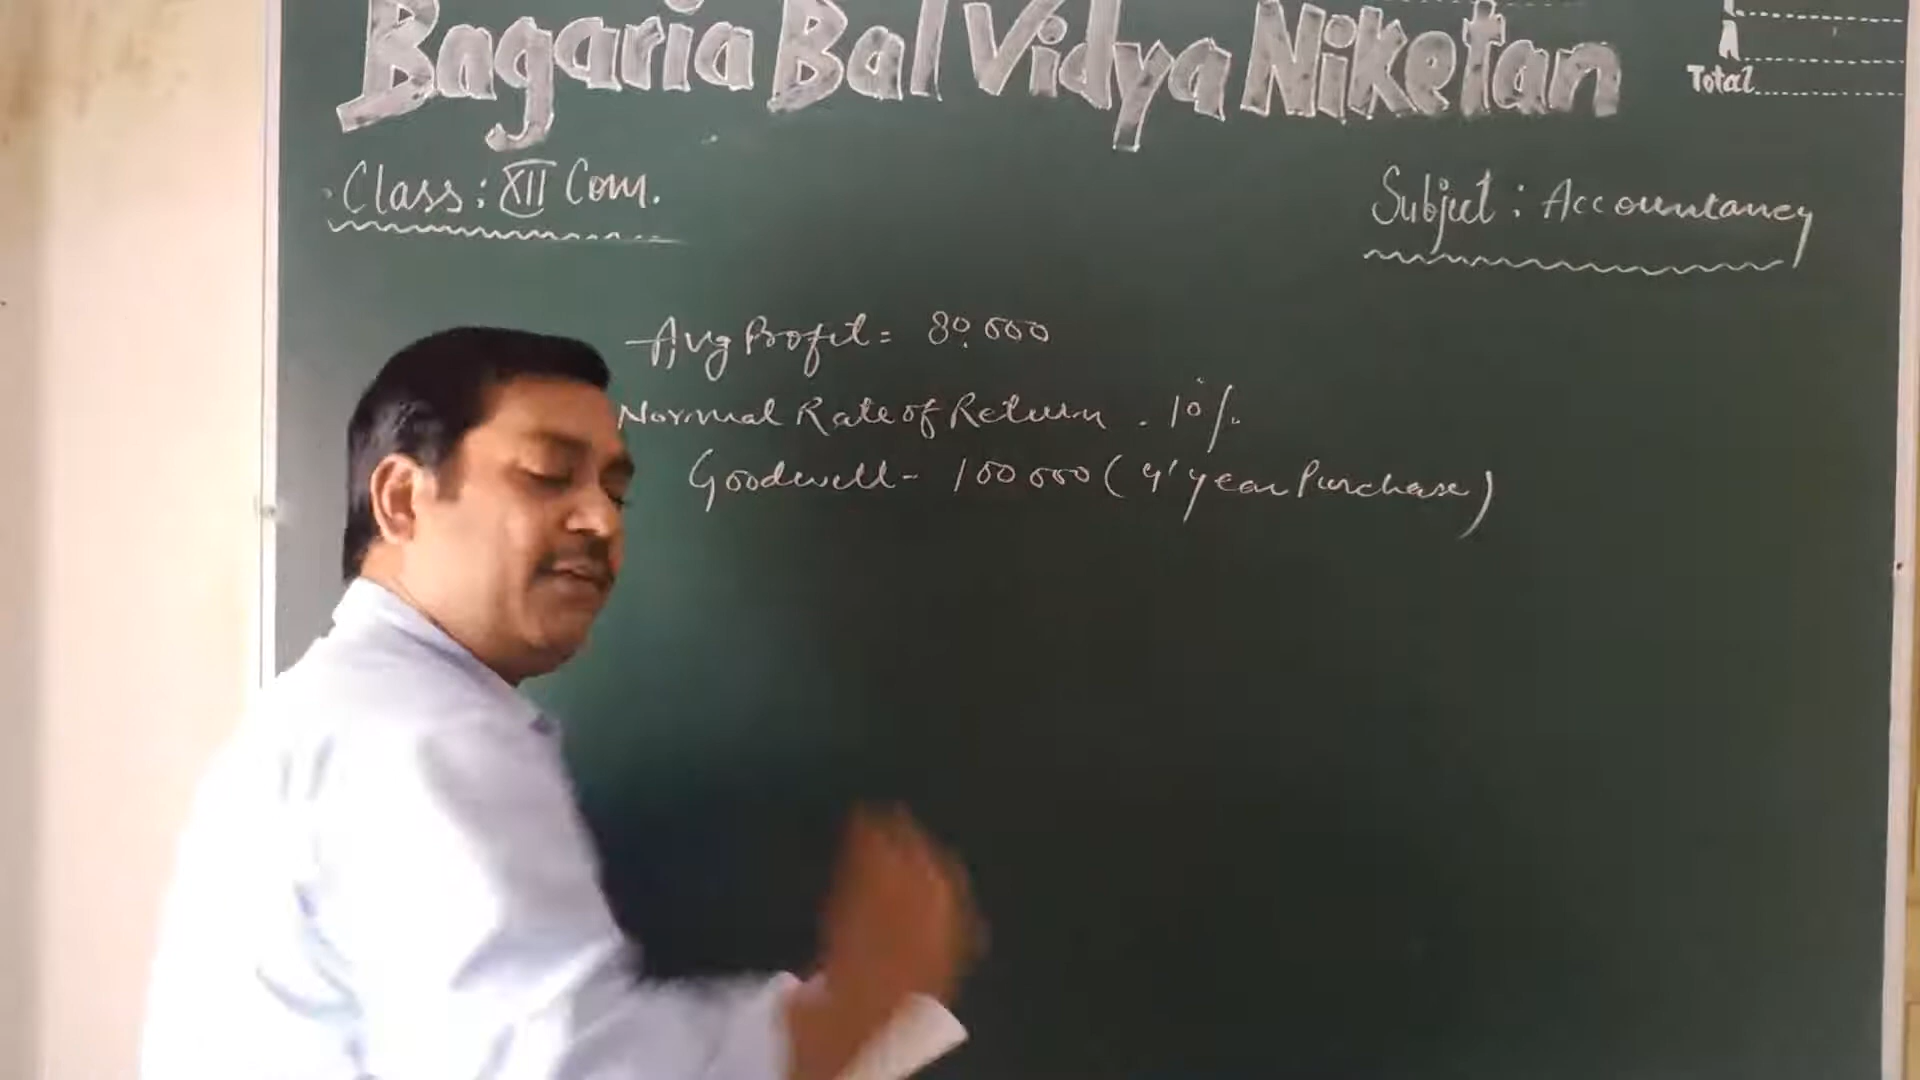 Bagaria Bal Vidya Niketan
Total
Class: XII Com.
Subject: Accountancy
Avg Profit = 80,000
Normal Rate of Return . 10%
Goodwill - 100000 (4' year Purchase)